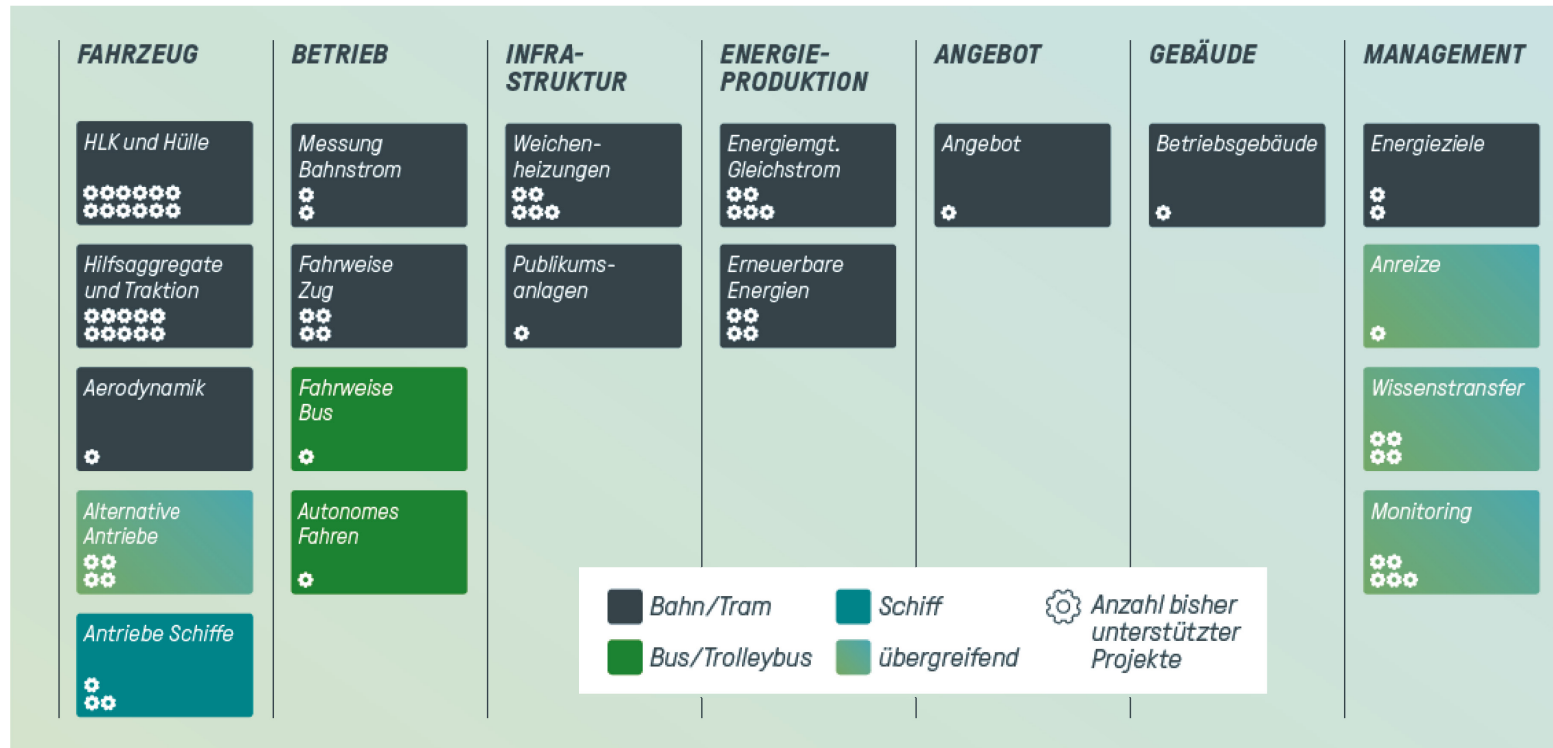 FAHRZEUG
HLK und Hülle
Hilfsaggregate
und Traktion
Aerodynamik
Alternative
Antriebe
Antriebe Schiffe
BETRIEB
Messung
Bahnstrom
Fahrweise
Zug
Fahrweise
Bus
Autonomes
Fahren
INFRA-
STRUKTUR
Weichen-
heizungen
Publikums-
anlagen
ENERGIE-
PRODUKTION
Energiemgt.
Gleichstrom
Erneuerbare
Energien
ANGEBOT
Angebot
GEBÄUDE
Betriebsgebäude
MANAGEMENT
Energieziele
Anreize
Wissenstransfer
Monitoring
Bahn/Tram
Bus/Trolleybus
Schiff
übergreifend
Anzahl bisher
unterstützter
Projekte